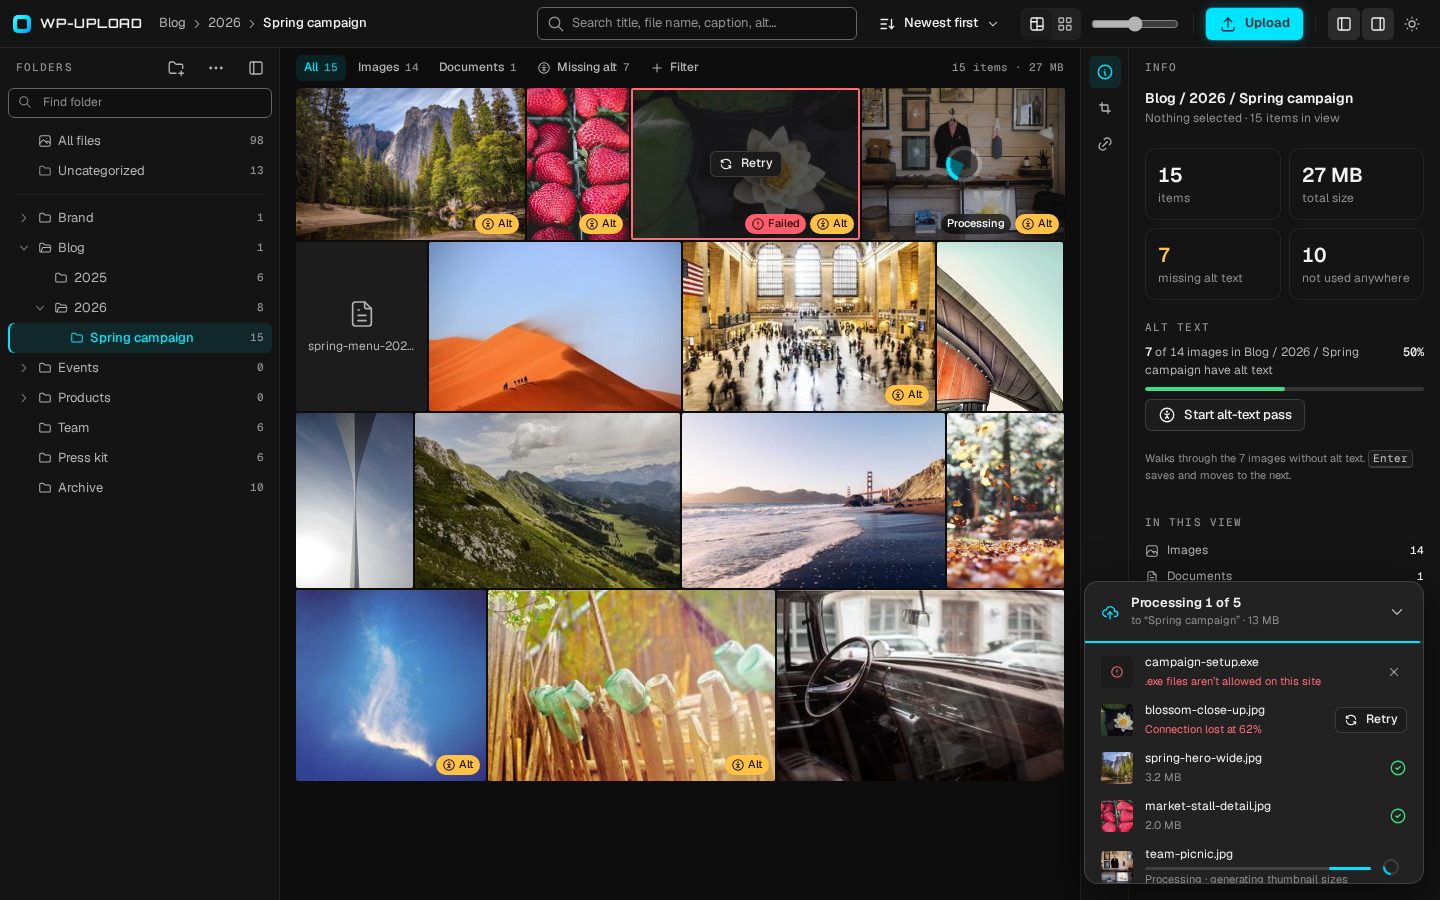 WP-UPLOAD
Blog > 2026 > Spring campaign
Search title, file name, caption, alt...
Newest first
Upload
FOLDERS
Find folder
All files 98
Uncategorized 13
Brand 1
Blog 1
2025 6
2026 8
Spring campaign 15
Events 0
Products 0
Team 6
Press kit 6
Archive 10
All 15
Images 14
Documents 1
Missing alt 7
Filter
15 items · 27 MB
Alt
Alt
Retry
Failed
Alt
Processing
Alt
spring-menu-202...
Alt
Alt
Alt
INFO
Blog / 2026 / Spring campaign
Nothing selected · 15 items in view
15
items
27 MB
total size
7
missing alt text
10
not used anywhere
ALT TEXT
7 of 14 images in Blog / 2026 / Spring 50%
campaign have alt text
Start alt-text pass
Walks through the 7 images without alt text. Enter
saves and moves to the next.
IN THIS VIEW
Images 14
Documents 1
Processing 1 of 5
to “Spring campaign” · 13 MB
campaign-setup.exe
.exe files aren’t allowed on this site
blossom-close-up.jpg
Connection lost at 62%
Retry
spring-hero-wide.jpg
3.2 MB
market-stall-detail.jpg
2.0 MB
team-picnic.jpg
Processing · generating thumbnail sizes